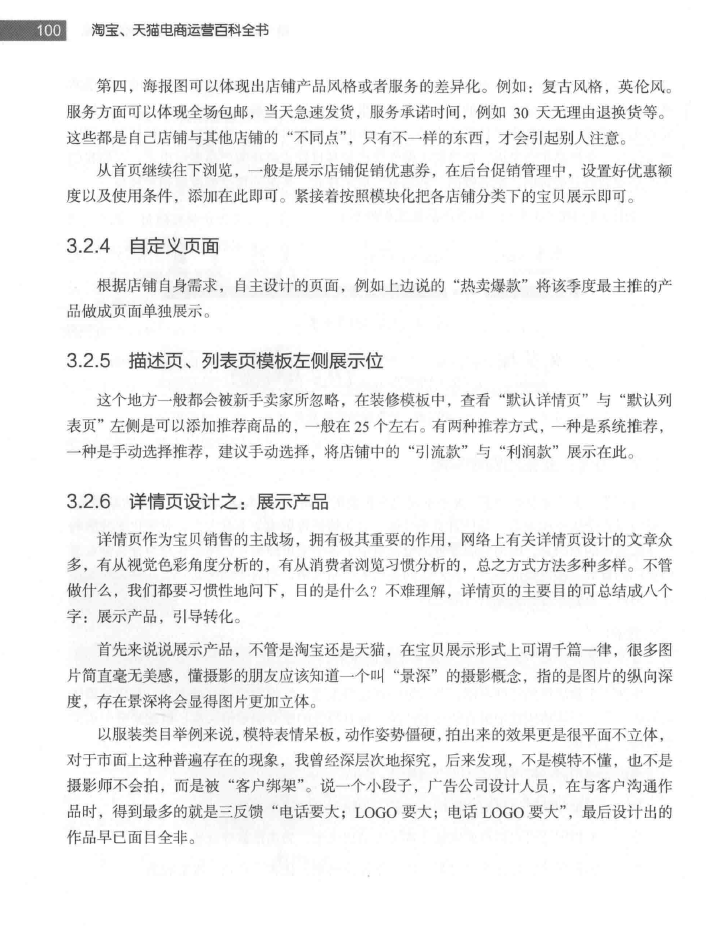 100 淘宝、天猫电商运营百科全书
第四，海报图可以体现出店铺产品风格或者服务的差异化。例如：复古风格，英伦风。
服务方面可以体现全场包邮，当天急速发货，服务承诺时间，例如 30 天无理由退换货等。
这些都是自己店铺与其他店铺的“不同点”，只有不一样的东西，才会引起别人注意。
从首页继续往下浏览，一般是展示店铺促销优惠券，在后台促销管理中，设置好优惠额
度以及使用条件，添加在此即可。紧接着按照模块化把各店铺分类下的宝贝展示即可。
3.2.4 自定义页面
根据店铺自身需求，自主设计的页面，例如上边说的“热卖爆款”将该季度最主推的产
品做成页面单独展示。
3.2.5 描述页、列表页模板左侧展示位
这个地方一般都会被新手卖家所忽略，在装修模板中，查看“默认详情页”与“默认列
表页”左侧是可以添加推荐商品的，一般在 25 个左右。有两种推荐方式，一种是系统推荐，
一种是手动选择推荐，建议手动选择，将店铺中的“引流款”与“利润款”展示在此。
3.2.6 详情页设计之：展示产品
详情页作为宝贝销售的主战场，拥有极其重要的作用，网络上有关详情页设计的文章众
多，有从视觉色彩角度分析的，有从消费者浏览习惯分析的，总之方式方法多种多样。不管
做什么，我们都要习惯性地问下，目的是什么？不难理解，详情页的主要目的可总结成八个
字：展示产品，引导转化。
首先来说说展示产品，不管是淘宝还是天猫，在宝贝展示形式上可谓千篇一律，很多图
片简直毫无美感，懂摄影的朋友应该知道一个叫“景深”的摄影概念，指的是图片的纵向深
度，存在景深将会显得图片更加立体。
以服装类目举例来说，模特表情呆板，动作姿势僵硬，拍出来的效果更是很平面不立体，
对于市面上这种普遍存在的现象，我曾经深层次地探究，后来发现，不是模特不懂，也不是
摄影师不会拍，而是被“客户绑架”。说一个小段子，广告公司设计人员，在与客户沟通作
品时，得到最多的就是三反馈“电话要大；LOGO 要大；电话 LOGO 要大”，最后设计出的
作品早已面目全非。